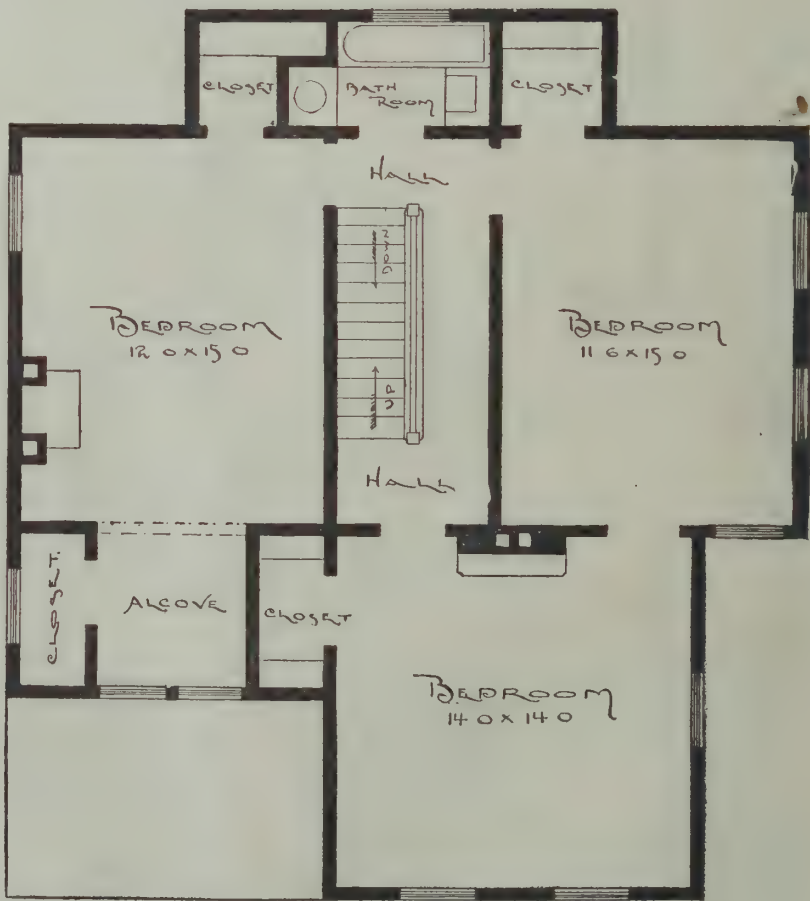 CLOSET
BATH
ROOM
CLOSET
HALL
DOWN
BEDROOM
12 0 x 15 0
BEDROOM
11 6 x 15 0
UP
HALL
CLOSET.
ALCOVE
CLOSET
BEDROOM
14 0 x 14 0